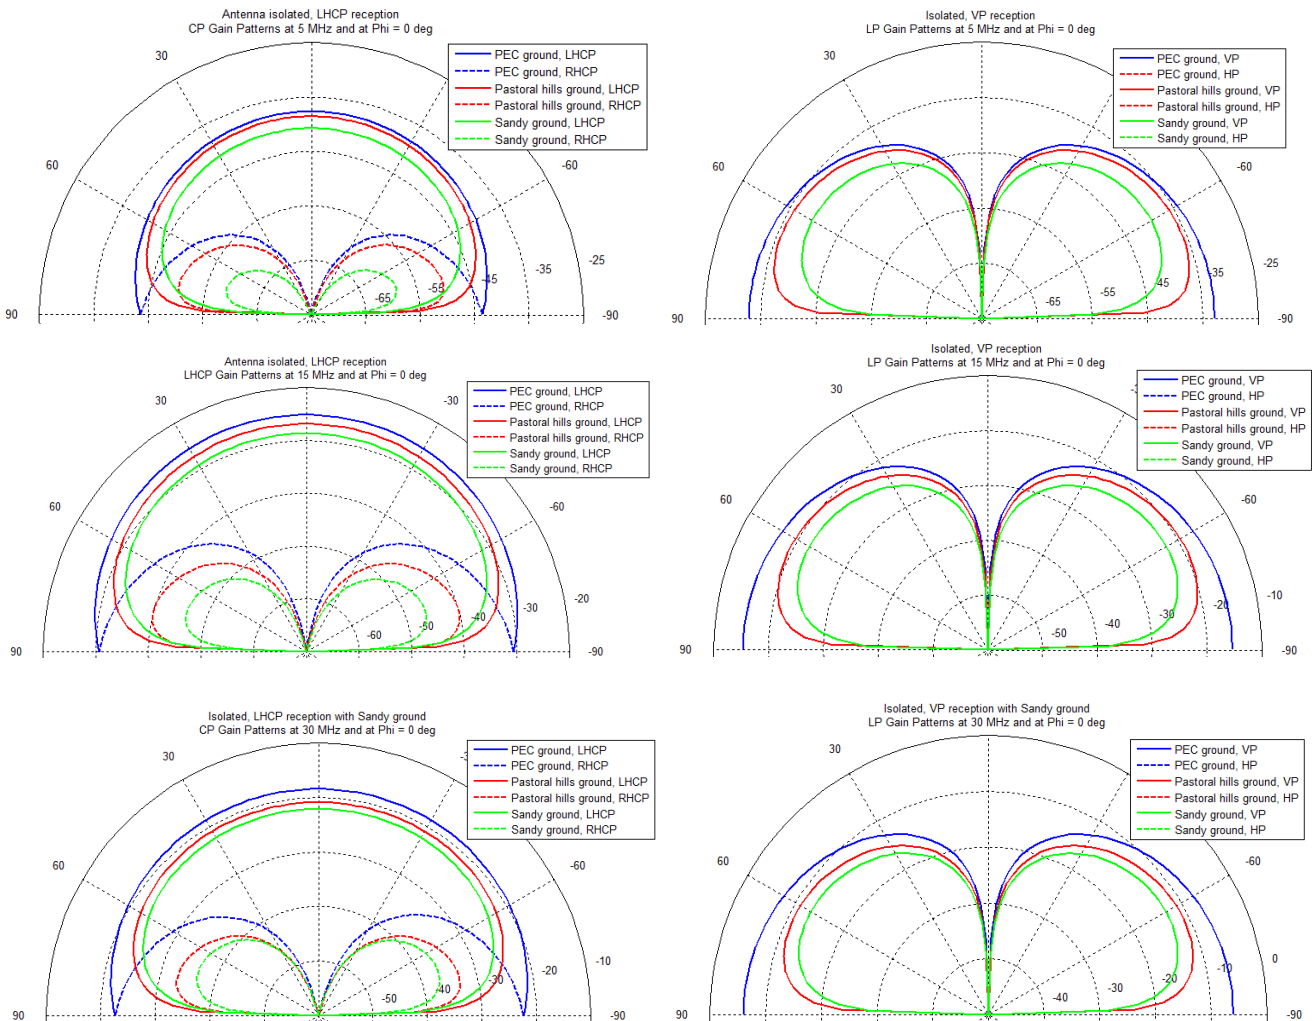 Antenna isolated, LHCP reception
CP Gain Patterns at 5 MHz and at Phi = 0 deg
PEC ground, LHCP
PEC ground, RHCP
Pastoral hills ground, LHCP
Pastoral hills ground, RHCP
Sandy ground, LHCP
Sandy ground, RHCP
30
60
-60
-25
-35
-45
-55
-65
90
-90
Isolated, VP reception
LP Gain Patterns at 5 MHz and at Phi = 0 deg
PEC ground, VP
PEC ground, HP
Pastoral hills ground, VP
Pastoral hills ground, HP
Sandy ground, VP
Sandy ground, HP
30
60
-60
-25
-35
-45
-55
-65
90
-90
Antenna isolated, LHCP reception
LHCP Gain Patterns at 15 MHz and at Phi = 0 deg
PEC ground, LHCP
PEC ground, RHCP
Pastoral hills ground, LHCP
Pastoral hills ground, RHCP
Sandy ground, LHCP
Sandy ground, RHCP
30
-30
60
-60
-20
-30
-40
-50
-60
90
-90
Isolated, VP reception
LP Gain Patterns at 15 MHz and at Phi = 0 deg
PEC ground, VP
PEC ground, HP
Pastoral hills ground, VP
Pastoral hills ground, HP
Sandy ground, VP
Sandy ground, HP
30
60
-60
-10
-20
-30
-40
-50
90
-90
Isolated, LHCP reception with Sandy ground
CP Gain Patterns at 30 MHz and at Phi = 0 deg
PEC ground, LHCP
PEC ground, RHCP
Pastoral hills ground, LHCP
Pastoral hills ground, RHCP
Sandy ground, LHCP
Sandy ground, RHCP
30
60
-60
-10
-20
-30
-40
-50
90
-90
Isolated, VP reception with Sandy ground
LP Gain Patterns at 30 MHz and at Phi = 0 deg
PEC ground, VP
PEC ground, HP
Pastoral hills ground, VP
Pastoral hills ground, HP
Sandy ground, VP
Sandy ground, HP
30
60
-60
0
-10
-20
-30
-40
90
-90